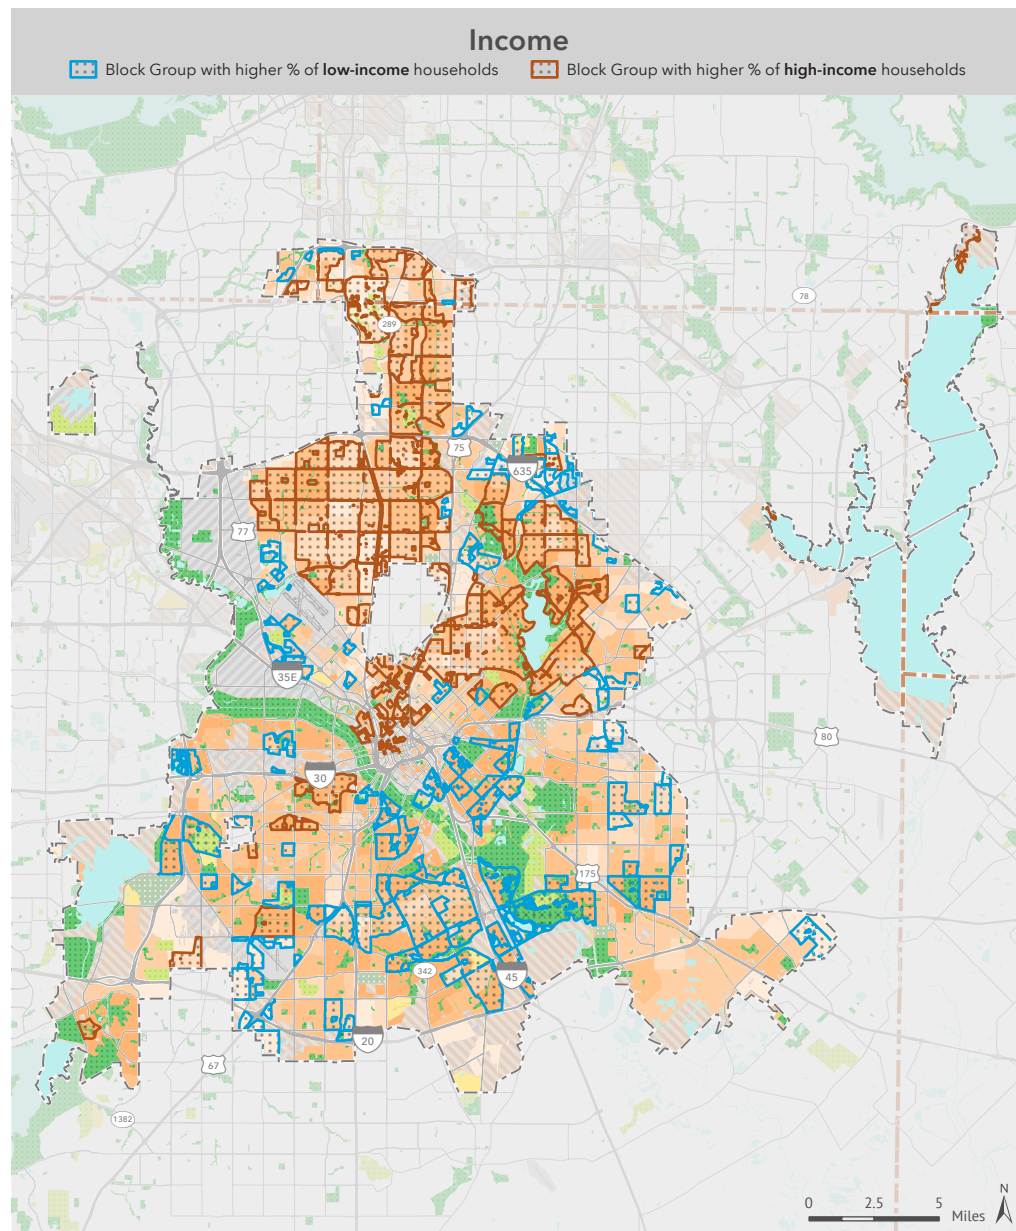 Income
Block Group with higher % of low-income households
Block Group with higher % of high-income households
78
289
75
635
77
35E
80
30
175
342
45
20
67
1382
N
0 2.5 5
Miles